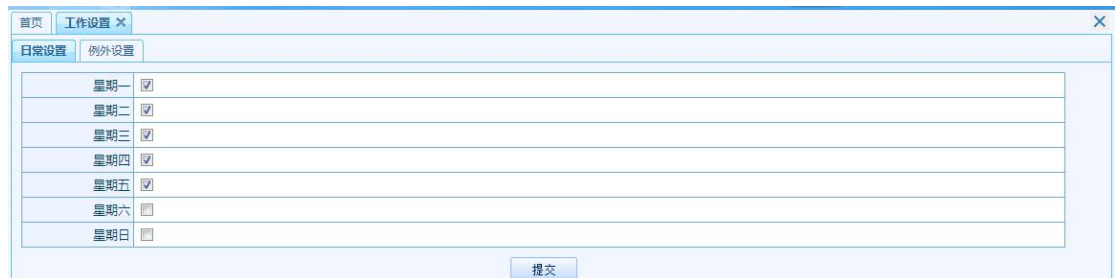 首页 工作设置
日常设置 例外设置
星期一
星期二
星期三
星期四
星期五
星期六
星期日
提交